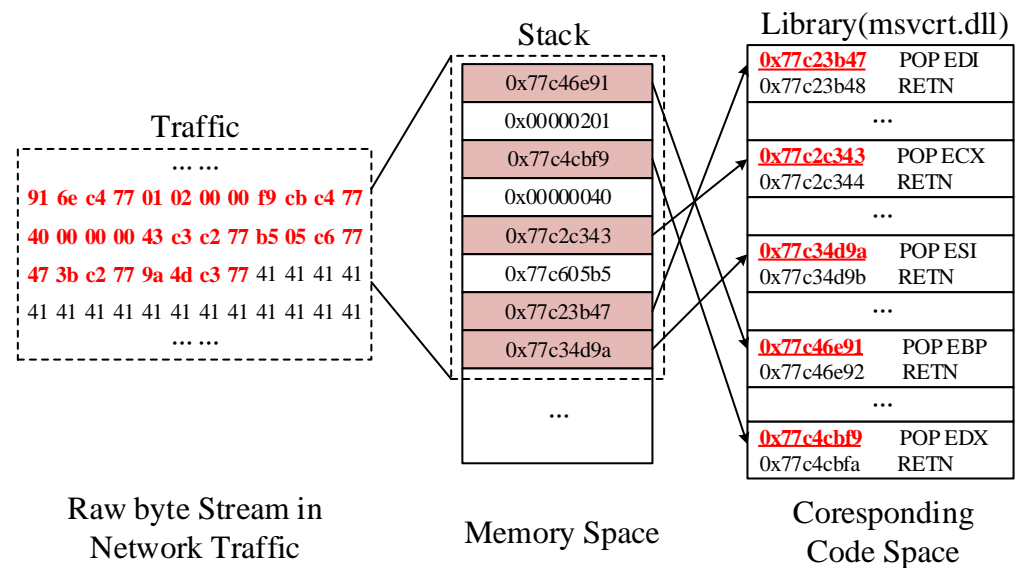 Traffic
... ...
91 6e c4 77 01 02 00 00 f9 cb c4 77
40 00 00 00 43 c3 c2 77 b5 05 c6 77
47 3b c2 77 9a 4d c3 77 41 41 41 41
41 41 41 41 41 41 41 41 41 41 41 41
... ...
Raw byte Stream in
Network Traffic
Stack
0x77c46e91
0x00000201
0x77c4cbf9
0x00000040
0x77c2c343
0x77c605b5
0x77c23b47
0x77c34d9a
...
Memory Space
Library(msvcrt.dll)
0x77c23b47 POP EDI
0x77c23b48 RETN
...
0x77c2c343 POP ECX
0x77c2c344 RETN
...
0x77c34d9a POP ESI
0x77c34d9b RETN
...
0x77c46e91 POP EBP
0x77c46e92 RETN
...
0x77c4cbf9 POP EDX
0x77c4cbfa RETN
Coresponding
Code Space